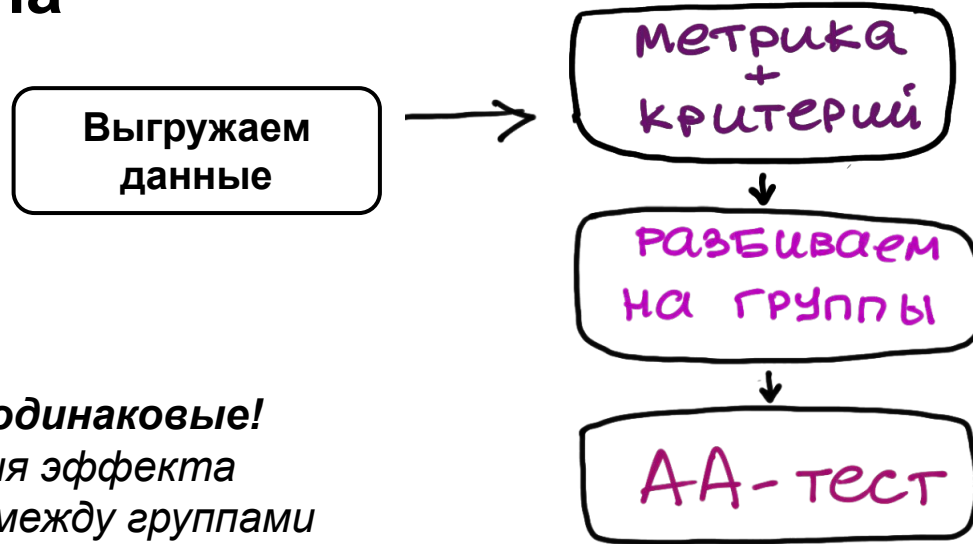 Выгружаем
данные
метрика
+
критерий
разбиваем
на группы
АА-тест
одинаковые!
эффекта
между группами